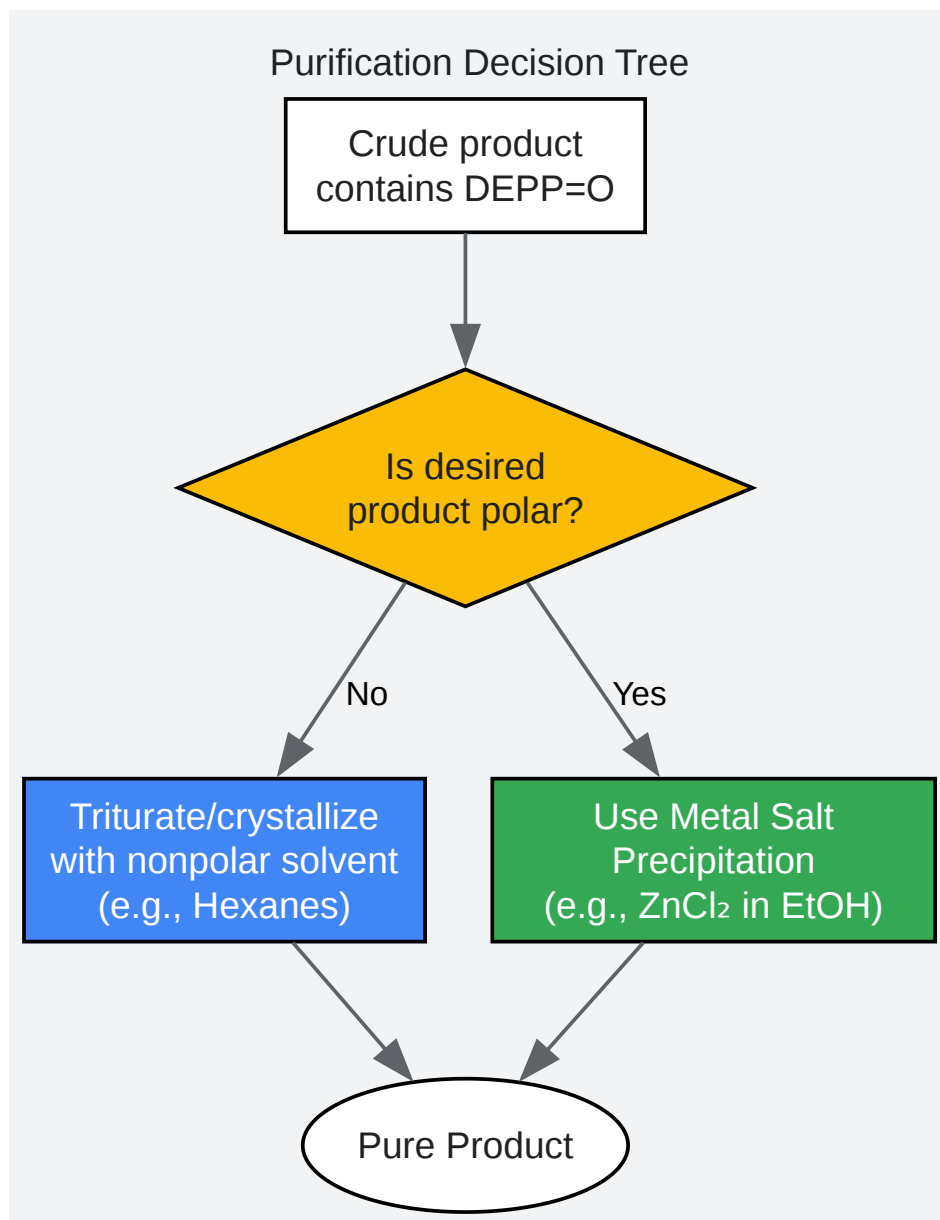 Purification Decision Tree
Crude product
contains DEPP=O
Is desired
product polar?
No
Yes
Triturate/crystallize
with nonpolar solvent
(e.g., Hexanes)
Use Metal Salt
Precipitation
(e.g., ZnCl₂ in EtOH)
Pure Product